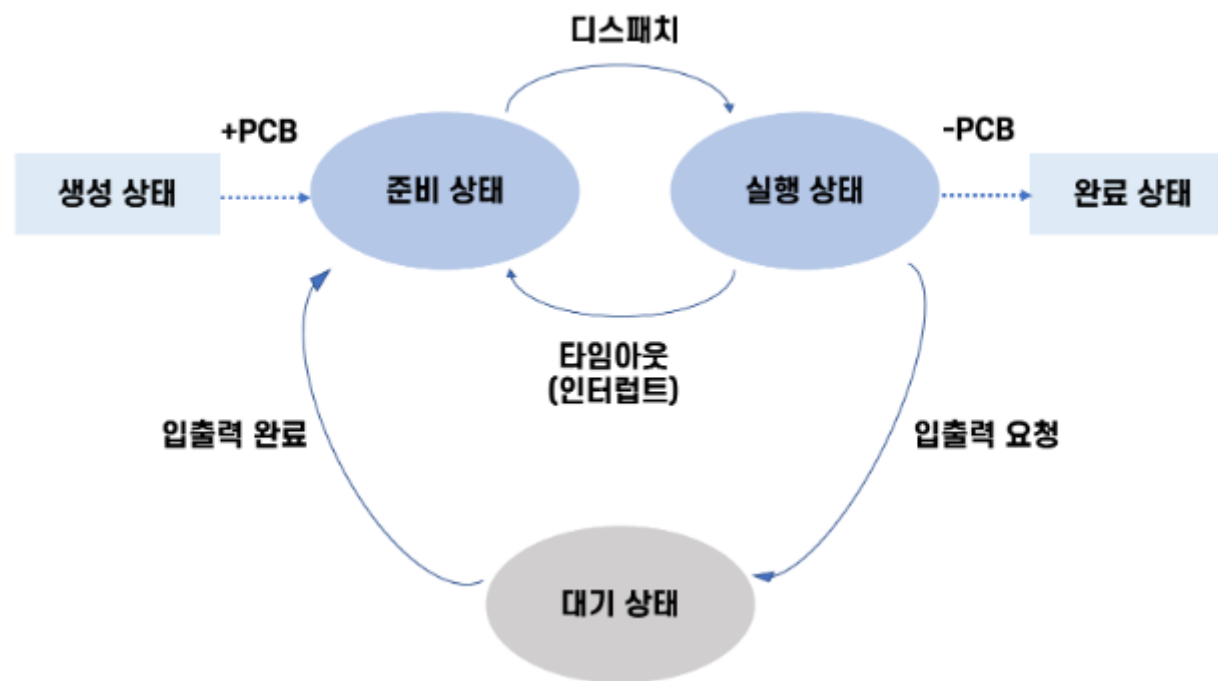 디스패치
+PCB
-PCB
생성 상태
준비 상태
실행 상태
완료 상태
타임아웃
(인터럽트)
입출력 완료
입출력 요청
대기 상태